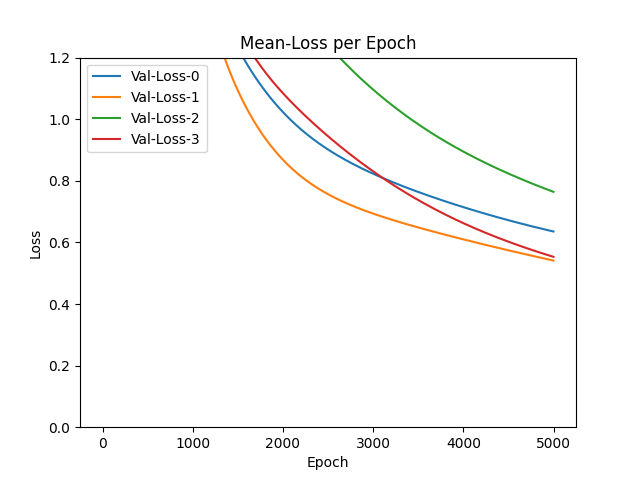 Mean-Loss per Epoch
1.2
1.0
0.8
0.6
0.4
0.2
0.0
Loss
Val-Loss-0
Val-Loss-1
Val-Loss-2
Val-Loss-3
0 1000 2000 3000 4000 5000
Epoch